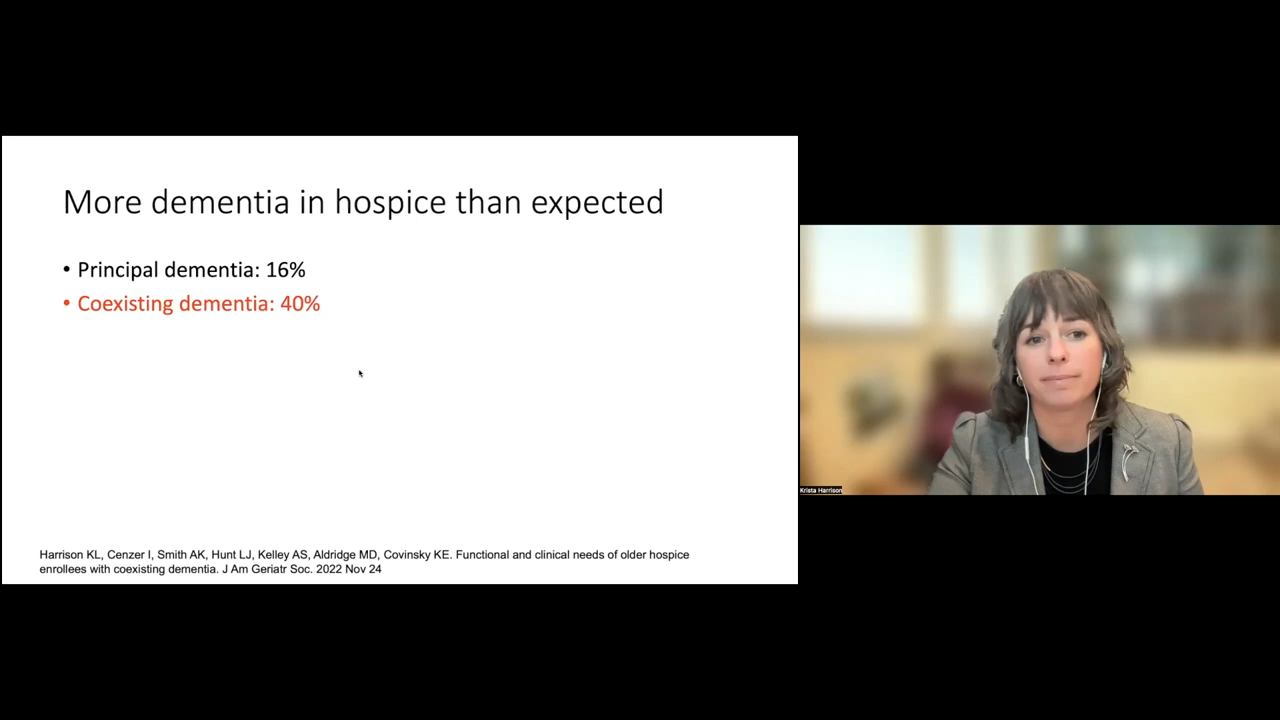 More dementia in hospice than expected
• Principal dementia: 16%
• Coexisting dementia: 40%
Harrison KL, Cenzer I, Smith AK, Hunt LJ, Kelley AS, Aldridge MD, Covinsky KE. Functional and clinical needs of older hospice
enrollees with coexisting dementia. J Am Geriatr Soc. 2022 Nov 24
Krista Harrison